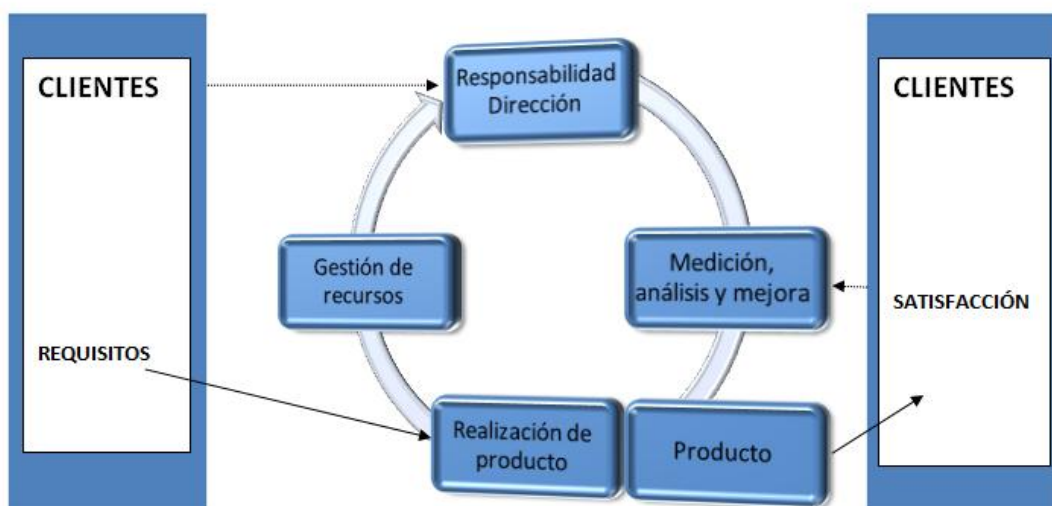 CLIENTES
REQUISITOS
Responsabilidad
Dirección
Gestión de
recursos
Medición,
análisis y mejora
Realización de
producto
Producto
CLIENTES
SATISFACCIÓN